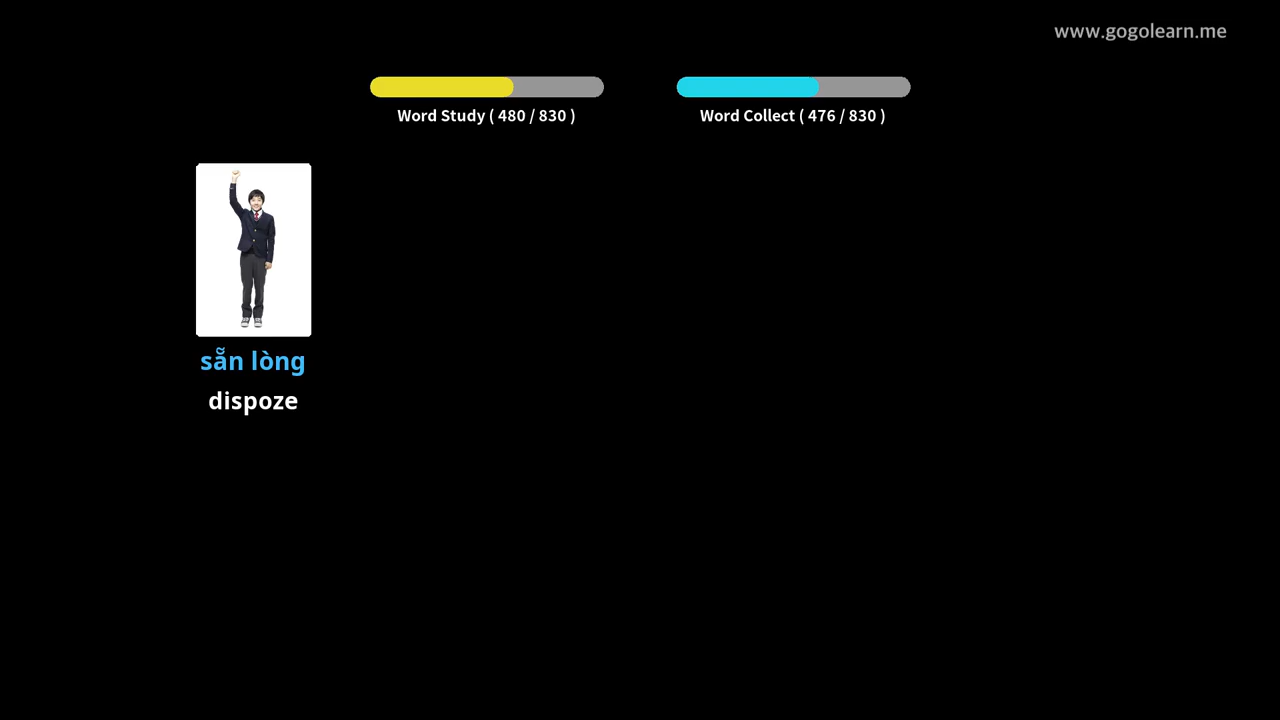 www.gogolearn.me
Word Study ( 480 / 830 )
Word Collect ( 476 / 830 )
sẵn lòng
dispoze